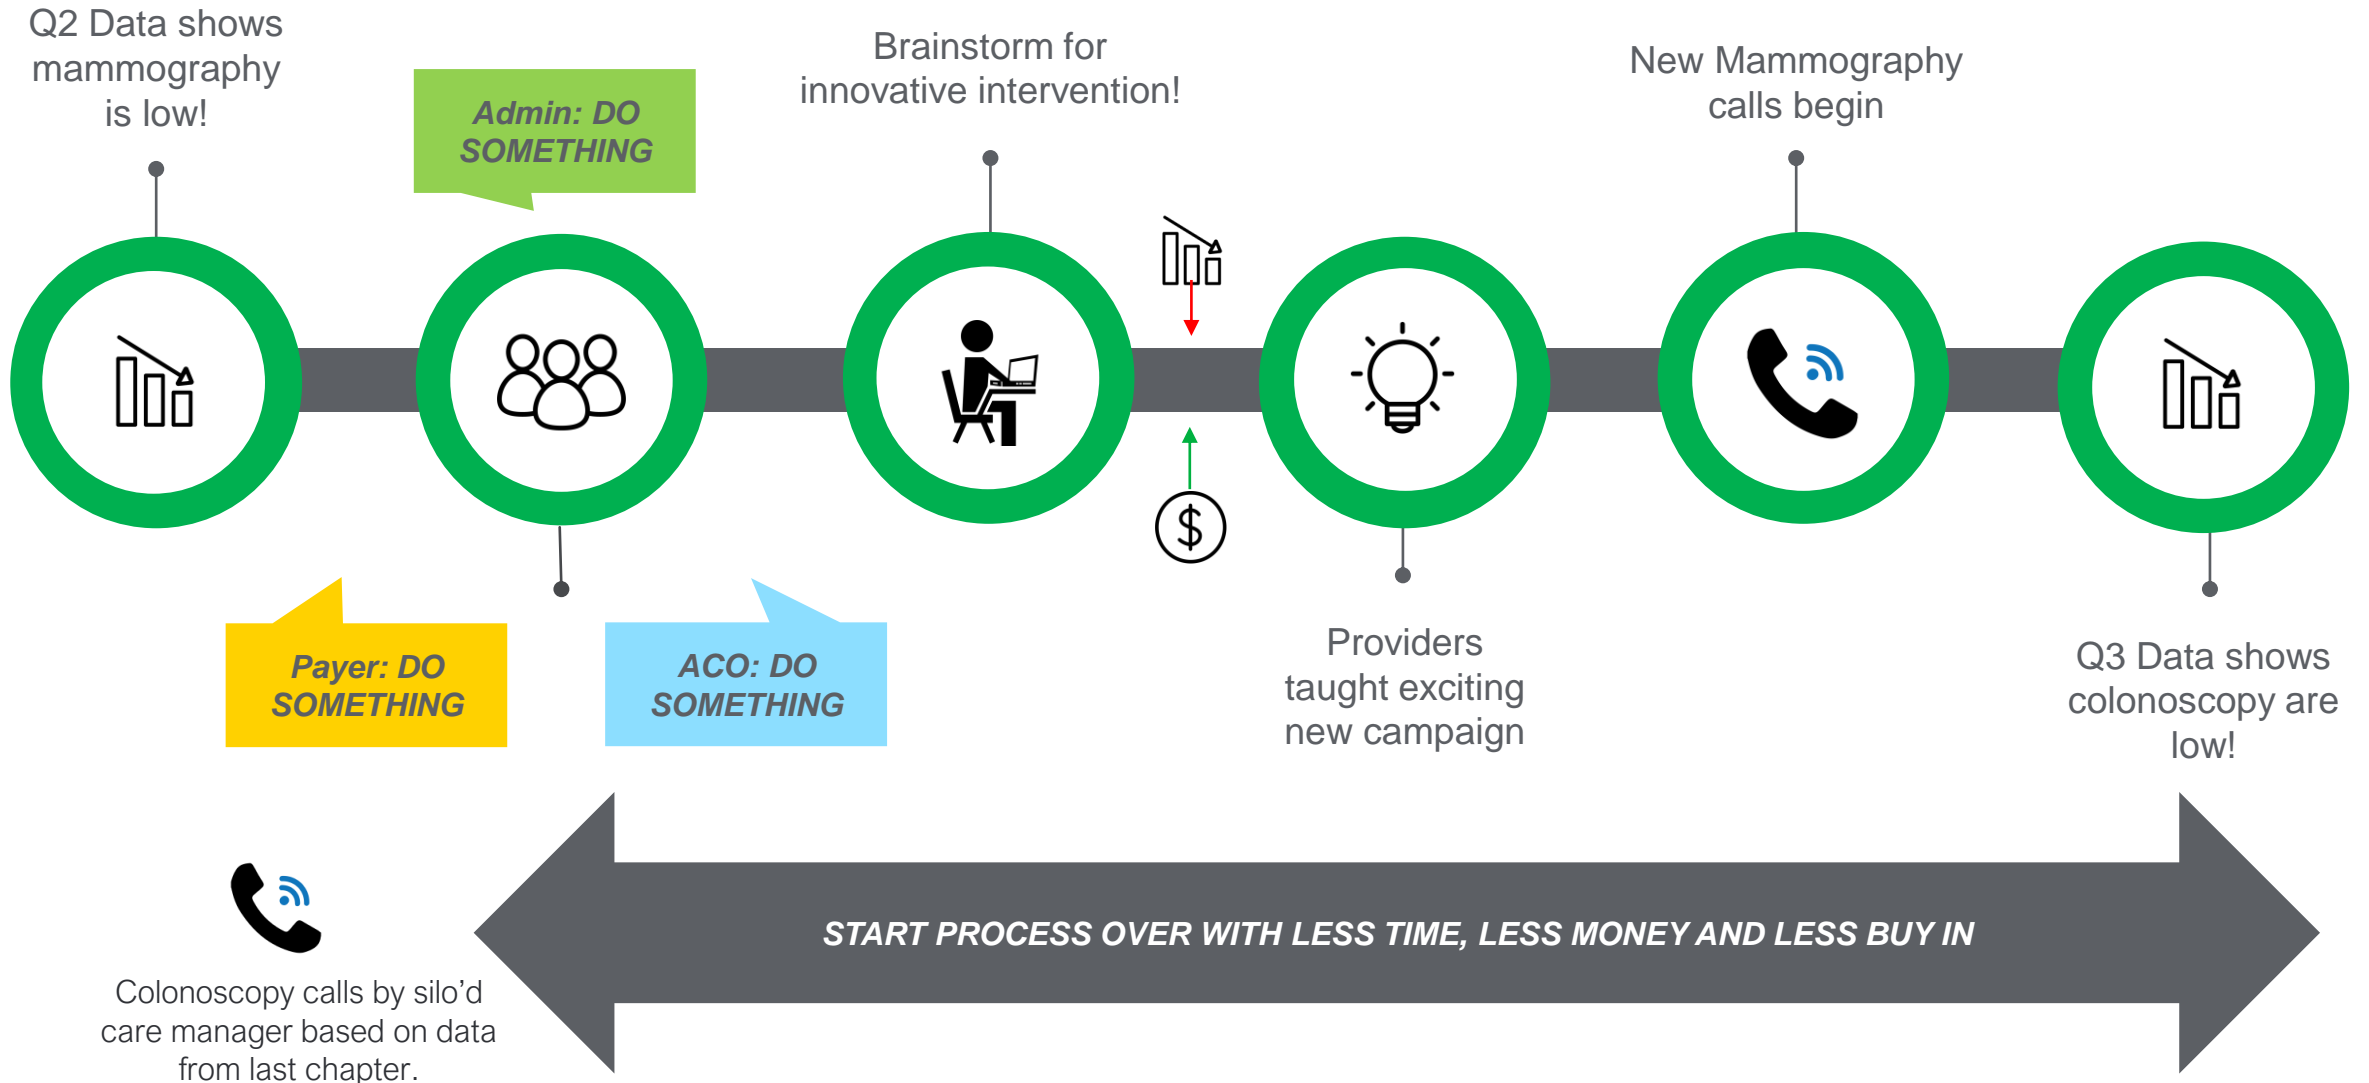 Q2 Data shows
mammography
is low!
Admin: DO
SOMETHING
Brainstorm for
innovative intervention!
New Mammography
calls begin
$
Payer: DO
SOMETHING
ACO: DO
SOMETHING
Providers
taught exciting
new campaign
Q3 Data shows
colonoscopy are
low!
START PROCESS OVER WITH LESS TIME, LESS MONEY AND LESS BUY IN
Colonoscopy calls by silo’d
care manager based on data
from last chapter.